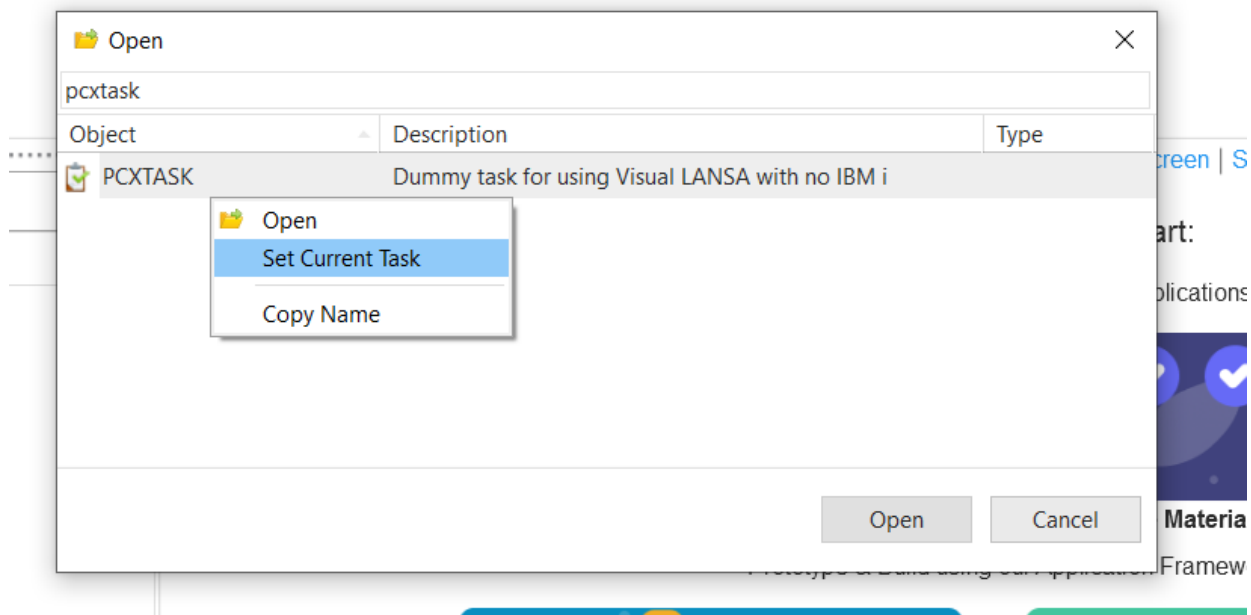 Open
pcxtask
Object Description Type
PCXTASK Dummy task for using Visual LANSA with no IBM i
Open
Set Current Task
Copy Name
Open Cancel
creen | S
art:
plications
Materia
Framew